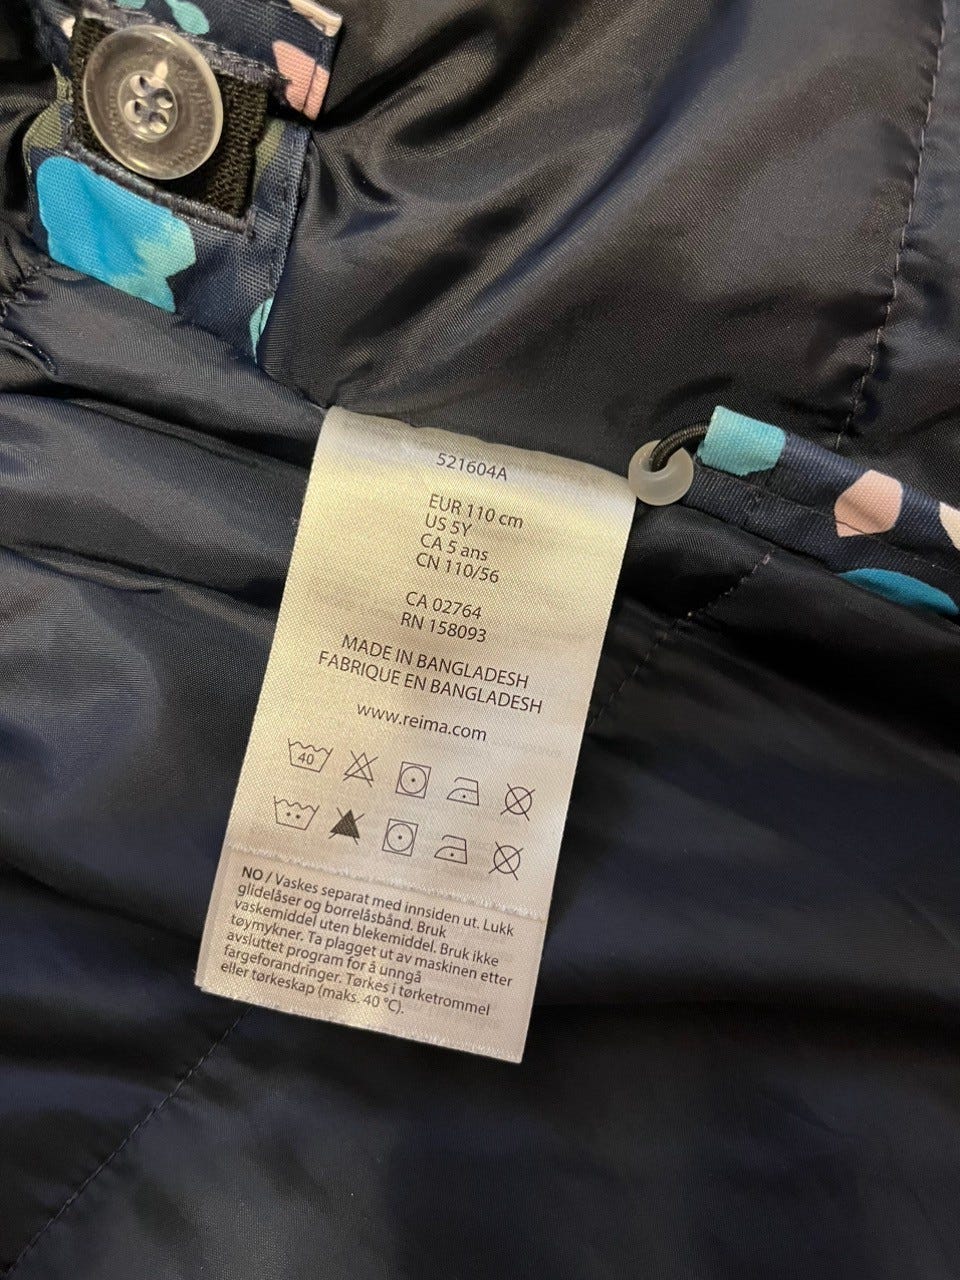 521604A
EUR 110 cm
US 5Y
CA 5 ans
CN 110/56
CA 02764
RN 158093
MADE IN BANGLADESH
FABRIQUE EN BANGLADESH
www.reima.com
40
NO / Vaskes separat med innsiden ut. Lukk
glidelåser og borrelåsbånd. Bruk
vaskemiddel uten blekemiddel. Bruk ikke
tøymykner. Ta plagget ut av maskinen etter
avsluttet program for å unngå
fargeforandringer. Tørkes i tørketrommel
eller tørkeskap (maks. 40 °C).